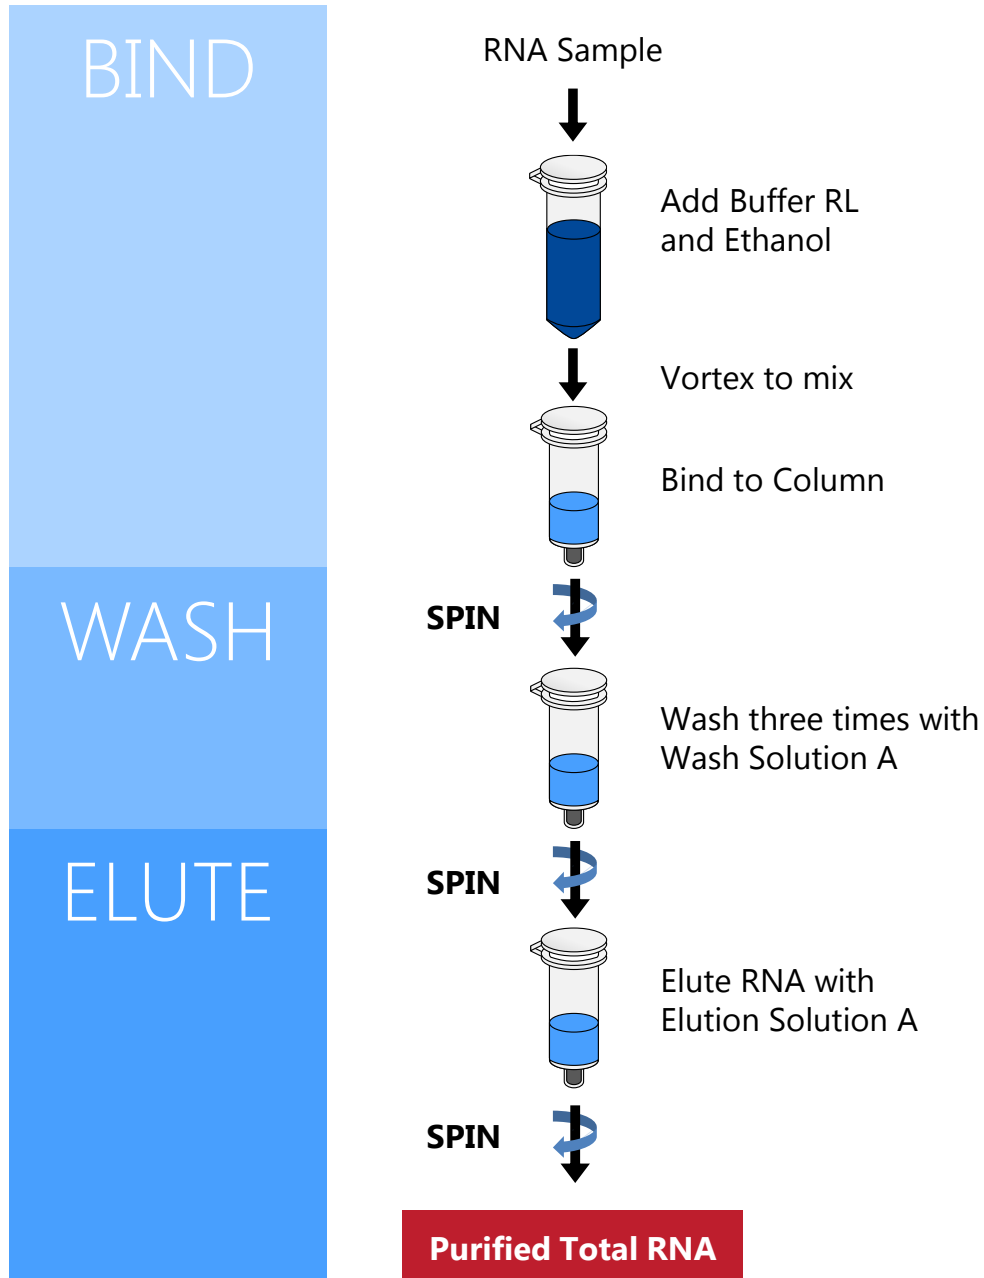 BIND
RNA Sample
Add Buffer RL
and Ethanol
Vortex to mix
Bind to Column
WASH
SPIN
Wash three times with
Wash Solution A
ELUTE
SPIN
Elute RNA with
Elution Solution A
SPIN
Purified Total RNA